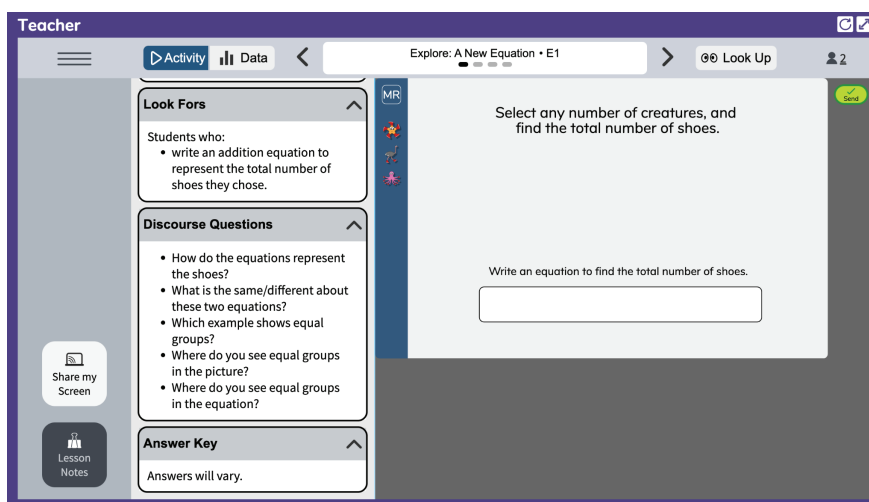 Teacher
Activity
Data
Explore: A New Equation • E1
Look Up
2
Look Fors
Students who:
• write an addition equation to
represent the total number of
shoes they chose.
Discourse Questions
• How do the equations represent
the shoes?
• What is the same/different about
these two equations?
• Which example shows equal
groups?
• Where do you see equal groups
in the picture?
• Where do you see equal groups
in the equation?
Answer Key
Answers will vary.
Share my
Screen
Lesson
Notes
MR
Select any number of creatures, and
find the total number of shoes.
Write an equation to find the total number of shoes.
Send